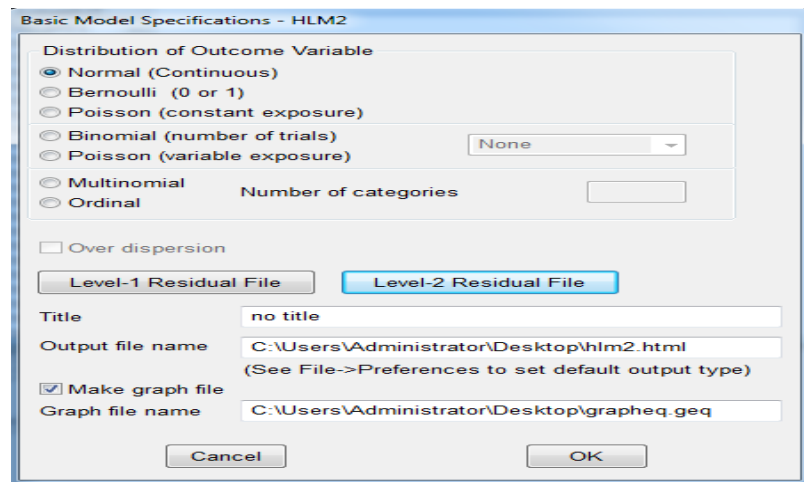 Basic Model Specifications - HLM2
Distribution of Outcome Variable
Normal (Continuous)
Bernoulli (0 or 1)
Poisson (constant exposure)
Binomial (number of trials)
None
Poisson (variable exposure)
Multinomial
Number of categories
Ordinal
Over dispersion
Level-1 Residual File Level-2 Residual File
Title no title
Output file name C:\Users\Administrator\Desktop\hlm2.html
(See File->Preferences to set default output type)
Make graph file
Graph file name C:\Users\Administrator\Desktop\grapheq.geq
Cancel OK